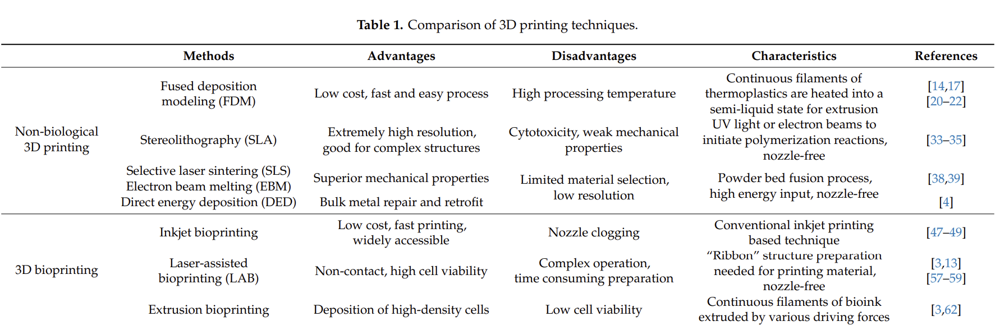 Table 1. Comparison of 3D printing techniques.
Methods Advantages Disadvantages Characteristics References
Non-biological
3D printing
Fused deposition
modeling (FDM)
Low cost, fast and easy process
High processing temperature
Continuous filaments of
thermoplastics are heated into a
semi-liquid state for extrusion
[14,17]
[20–22]
Stereolithography (SLA)
Extremely high resolution,
good for complex structures
Cytotoxicity, weak mechanical
properties
UV light or electron beams to
initiate polymerization reactions,
nozzle-free
[33–35]
Selective laser sintering (SLS)
Electron beam melting (EBM)
Superior mechanical properties
Limited material selection,
low resolution
Powder bed fusion process,
high energy input, nozzle-free
[38,39]
Direct energy deposition (DED)
Bulk metal repair and retrofit
[4]
3D bioprinting
Inkjet bioprinting
Low cost, fast printing,
widely accessible
Nozzle clogging
Conventional inkjet printing
based technique
[47–49]
Laser-assisted
bioprinting (LAB)
Non-contact, high cell viability
Complex operation,
time consuming preparation
“Ribbon” structure preparation
needed for printing material,
nozzle-free
[3,13]
[57–59]
Extrusion bioprinting
Deposition of high-density cells
Low cell viability
Continuous filaments of bioink
extruded by various driving forces
[3,62]